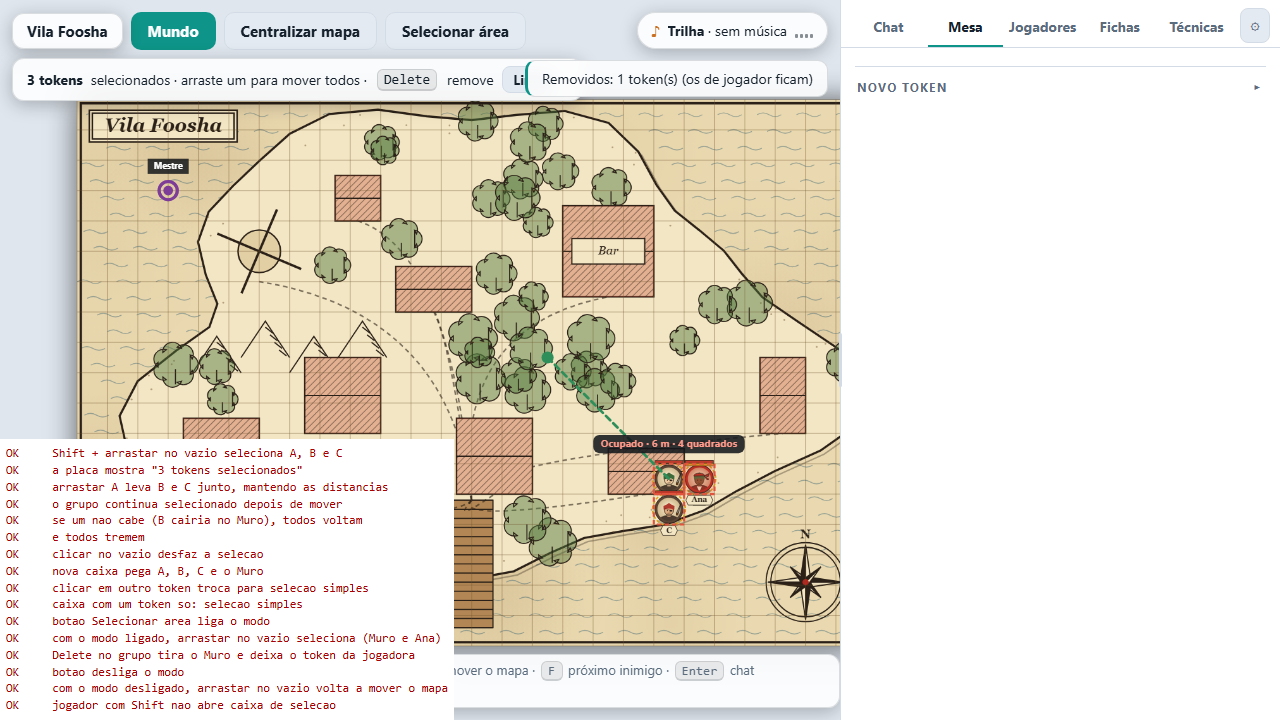 Vila Foosha
Mundo
Centralizar mapa
Selecionar área
♪ Trilha · sem música
Chat
Mesa
Jogadores
Fichas
Técnicas
3 tokens selecionados · arraste um para mover todos · Delete remove
Removidos: 1 token(s) (os de jogador ficam)
NOVO TOKEN
Vila Foosha
Mestre
Bar
Ocupado · 6 m · 4 quadrados
Ana
C
N
OK Shift + arrastar no vazio seleciona A, B e C
OK a placa mostra "3 tokens selecionados"
OK arrastar A leva B e C junto, mantendo as distancias
OK o grupo continua selecionado depois de mover
OK se um nao cabe (B cairia no Muro), todos voltam
OK e todos tremem
OK clicar no vazio desfaz a selecao
OK nova caixa pega A, B, C e o Muro
OK clicar em outro token troca para selecao simples
OK caixa com um token so: selecao simples
OK botao Selecionar area liga o modo
OK com o modo ligado, arrastar no vazio seleciona (Muro e Ana)
OK Delete no grupo tira o Muro e deixa o token da jogadora
OK botao desliga o modo
OK com o modo desligado, arrastar no vazio volta a mover o mapa
OK jogador com Shift nao abre caixa de selecao
mover o mapa · F próximo inimigo · Enter chat